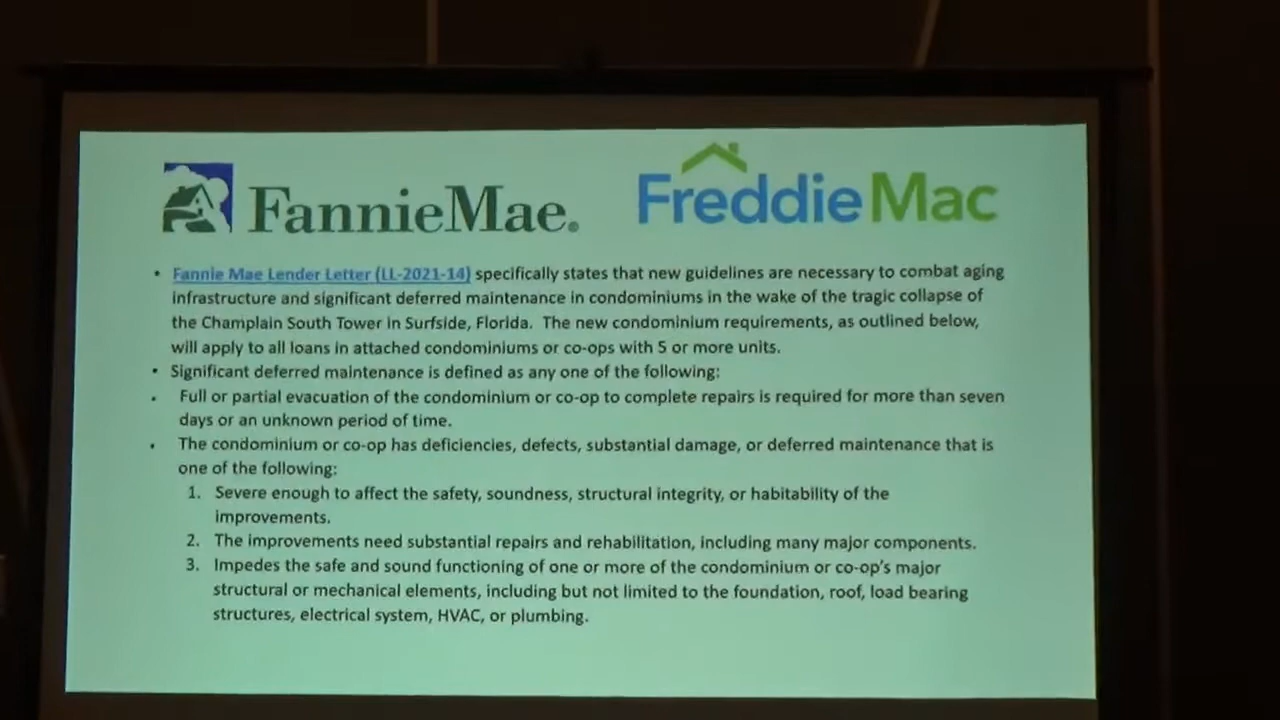 FannieMae®
FreddieMac
• Fannie Mae Lender Letter (LL-2021-14) specifically states that new guidelines are necessary to combat aging
infrastructure and significant deferred maintenance in condominiums in the wake of the tragic collapse of
the Champlain South Tower in Surfside, Florida. The new condominium requirements, as outlined below,
will apply to all loans in attached condominiums or co-ops with 5 or more units.
• Significant deferred maintenance is defined as any one of the following:
• Full or partial evacuation of the condominium or co-op to complete repairs is required for more than seven
days or an unknown period of time.
• The condominium or co-op has deficiencies, defects, substantial damage, or deferred maintenance that is
one of the following:
1. Severe enough to affect the safety, soundness, structural integrity, or habitability of the
improvements.
2. The improvements need substantial repairs and rehabilitation, including many major components.
3. Impedes the safe and sound functioning of one or more of the condominium or co-op's major
structural or mechanical elements, including but not limited to the foundation, roof, load bearing
structures, electrical system, HVAC, or plumbing.